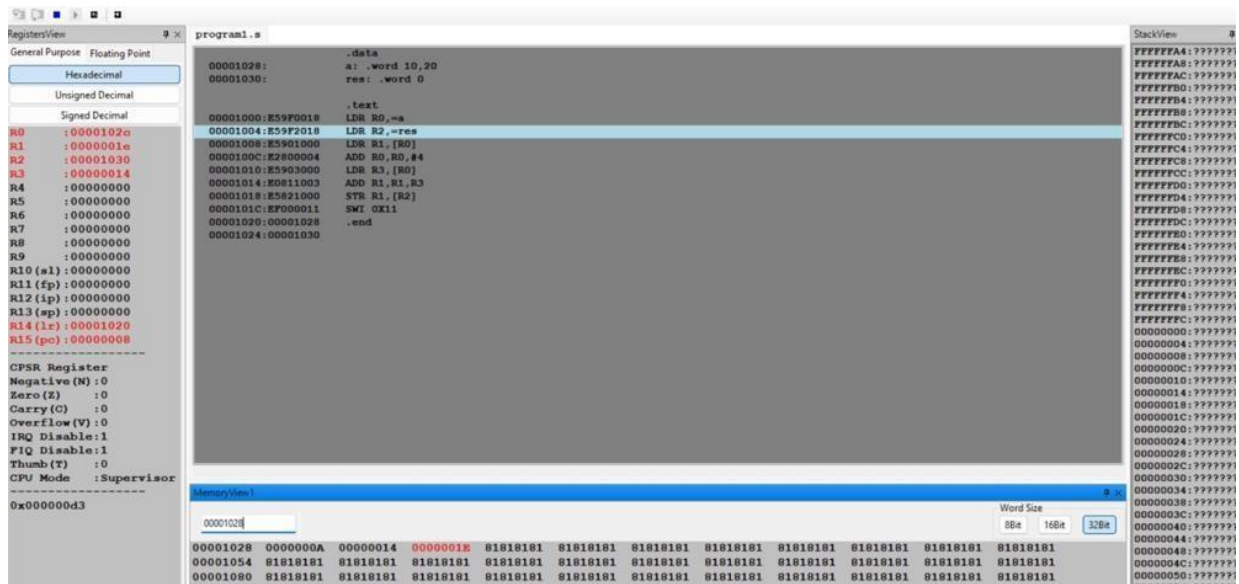 RegistersView
General Purpose Floating Point
Hexadecimal
Unsigned Decimal
Signed Decimal
R0 :0000102c
R1 :0000001e
R2 :00001030
R3 :00000014
R4 :00000000
R5 :00000000
R6 :00000000
R7 :00000000
R8 :00000000
R9 :00000000
R10(sl):00000000
R11(fp):00000000
R12(ip):00000000
R13(sp):00000000
R14(lr):00001020
R15(pc):00000008
CPSR Register
Negative(N):0
Zero(Z) :0
Carry(C) :0
Overflow(V):0
IRQ Disable:1
FIQ Disable:1
Thumb(T) :0
CPU Mode :Supervisor
0x000000d3
program1.s
.data
00001028: a: .word 10,20
00001030: res: .word 0
.text
00001000:E59F0018 LDR R0,=a
00001004:E59F2018 LDR R2,=res
00001008:E5901000 LDR R1,[R0]
0000100C:E2800004 ADD R0,R0,#4
00001010:E5903000 LDR R3,[R0]
00001014:E0811003 ADD R1,R1,R3
00001018:E5821000 STR R1,[R2]
0000101C:EF000011 SWI 0X11
00001020:00001028 .end
00001024:00001030
MemoryView1
00001028
Word Size
8Bit 16Bit 32Bit
00001028 0000000A 00000014 0000001E 81818181 81818181 81818181 81818181 81818181 81818181 81818181 81818181
00001054 81818181 81818181 81818181 81818181 81818181 81818181 81818181 81818181 81818181 81818181 81818181
00001080 81818181 81818181 81818181 81818181 81818181 81818181 81818181 81818181 81818181 81818181 81818181
StackView
FFFFFFA4:???????
FFFFFFA8:???????
FFFFFFAC:???????
FFFFFFB0:???????
FFFFFFB4:???????
FFFFFFB8:???????
FFFFFFBC:???????
FFFFFFC0:???????
FFFFFFC4:???????
FFFFFFC8:???????
FFFFFFCC:???????
FFFFFFD0:???????
FFFFFFD4:???????
FFFFFFD8:???????
FFFFFFDC:???????
FFFFFFE0:???????
FFFFFFE4:???????
FFFFFFE8:???????
FFFFFFEC:???????
FFFFFFF0:???????
FFFFFFF4:???????
FFFFFFF8:???????
FFFFFFFC:???????
00000000:???????
00000004:???????
00000008:???????
0000000C:???????
00000010:???????
00000014:???????
00000018:???????
0000001C:???????
00000020:???????
00000024:???????
00000028:???????
0000002C:???????
00000030:???????
00000034:???????
00000038:???????
0000003C:???????
00000040:???????
00000044:???????
00000048:???????
0000004C:???????
00000050:???????